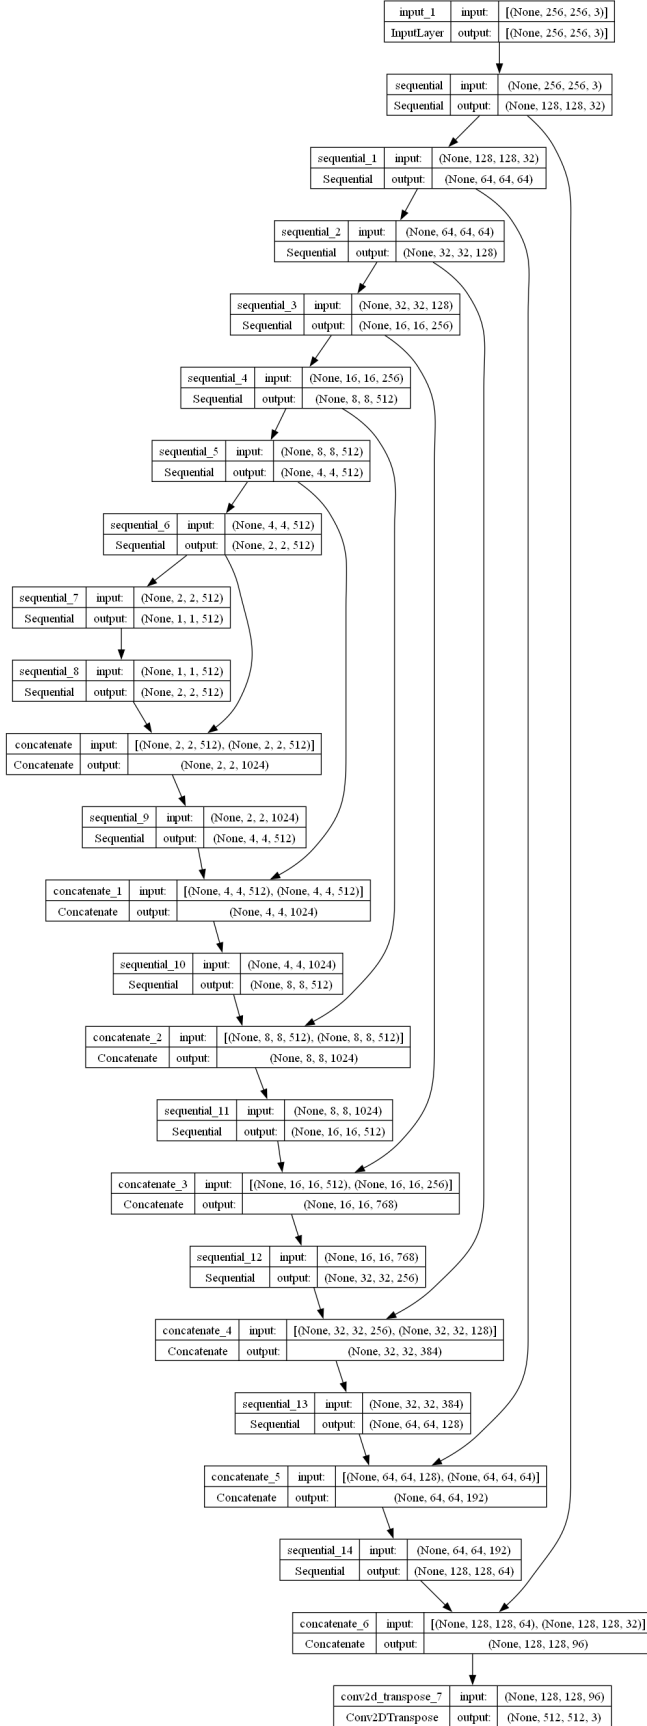 input_1 input: [(None, 256, 256, 3)]
InputLayer output: [(None, 256, 256, 3)]
sequential input: (None, 256, 256, 3)
Sequential output: (None, 128, 128, 32)
sequential_1 input: (None, 128, 128, 32)
Sequential output: (None, 64, 64, 64)
sequential_2 input: (None, 64, 64, 64)
Sequential output: (None, 32, 32, 128)
sequential_3 input: (None, 32, 32, 128)
Sequential output: (None, 16, 16, 256)
sequential_4 input: (None, 16, 16, 256)
Sequential output: (None, 8, 8, 512)
sequential_5 input: (None, 8, 8, 512)
Sequential output: (None, 4, 4, 512)
sequential_6 input: (None, 4, 4, 512)
Sequential output: (None, 2, 2, 512)
sequential_7 input: (None, 2, 2, 512)
Sequential output: (None, 1, 1, 512)
sequential_8 input: (None, 1, 1, 512)
Sequential output: (None, 2, 2, 512)
concatenate input: [(None, 2, 2, 512), (None, 2, 2, 512)]
Concatenate output: (None, 2, 2, 1024)
sequential_9 input: (None, 2, 2, 1024)
Sequential output: (None, 4, 4, 512)
concatenate_1 input: [(None, 4, 4, 512), (None, 4, 4, 512)]
Concatenate output: (None, 4, 4, 1024)
sequential_10 input: (None, 4, 4, 1024)
Sequential output: (None, 8, 8, 512)
concatenate_2 input: [(None, 8, 8, 512), (None, 8, 8, 512)]
Concatenate output: (None, 8, 8, 1024)
sequential_11 input: (None, 8, 8, 1024)
Sequential output: (None, 16, 16, 512)
concatenate_3 input: [(None, 16, 16, 512), (None, 16, 16, 256)]
Concatenate output: (None, 16, 16, 768)
sequential_12 input: (None, 16, 16, 768)
Sequential output: (None, 32, 32, 256)
concatenate_4 input: [(None, 32, 32, 256), (None, 32, 32, 128)]
Concatenate output: (None, 32, 32, 384)
sequential_13 input: (None, 32, 32, 384)
Sequential output: (None, 64, 64, 128)
concatenate_5 input: [(None, 64, 64, 128), (None, 64, 64, 64)]
Concatenate output: (None, 64, 64, 192)
sequential_14 input: (None, 64, 64, 192)
Sequential output: (None, 128, 128, 64)
concatenate_6 input: [(None, 128, 128, 64), (None, 128, 128, 32)]
Concatenate output: (None, 128, 128, 96)
conv2d_transpose_7 input: (None, 128, 128, 96)
Conv2DTranspose output: (None, 512, 512, 3)